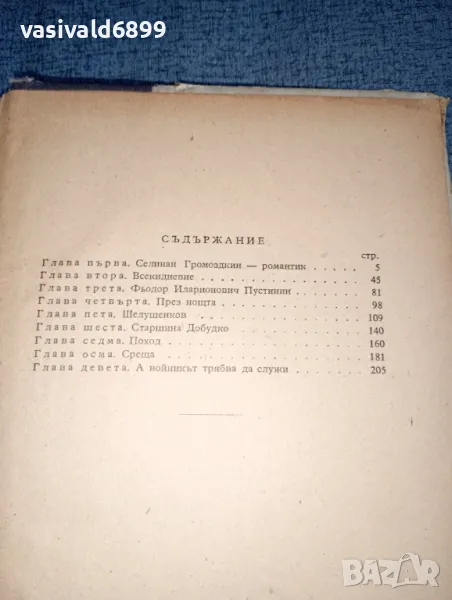 vasivald6899
СЪДЪРЖАНИЕ
стр.
Глава първа. Селиван Громоздкин — романтик . . . . . 5
Глава втора. Всекидневие . . . . . . . . . . . . . 45
Глава трета. Фьодор Иларионович Пустинин . . . . . 81
Глава четвърта. През нощта . . . . . . . . . . . . 98
Глава пета. Шелушенков . . . . . . . . . . . . . . 109
Глава шеста. Старшина Добудко . . . . . . . . . . 140
Глава седма. Поход . . . . . . . . . . . . . . . . 160
Глава осма. Среща . . . . . . . . . . . . . . . . 181
Глава девета. А войникът трябва да служи . . . . . 205
BAZAR